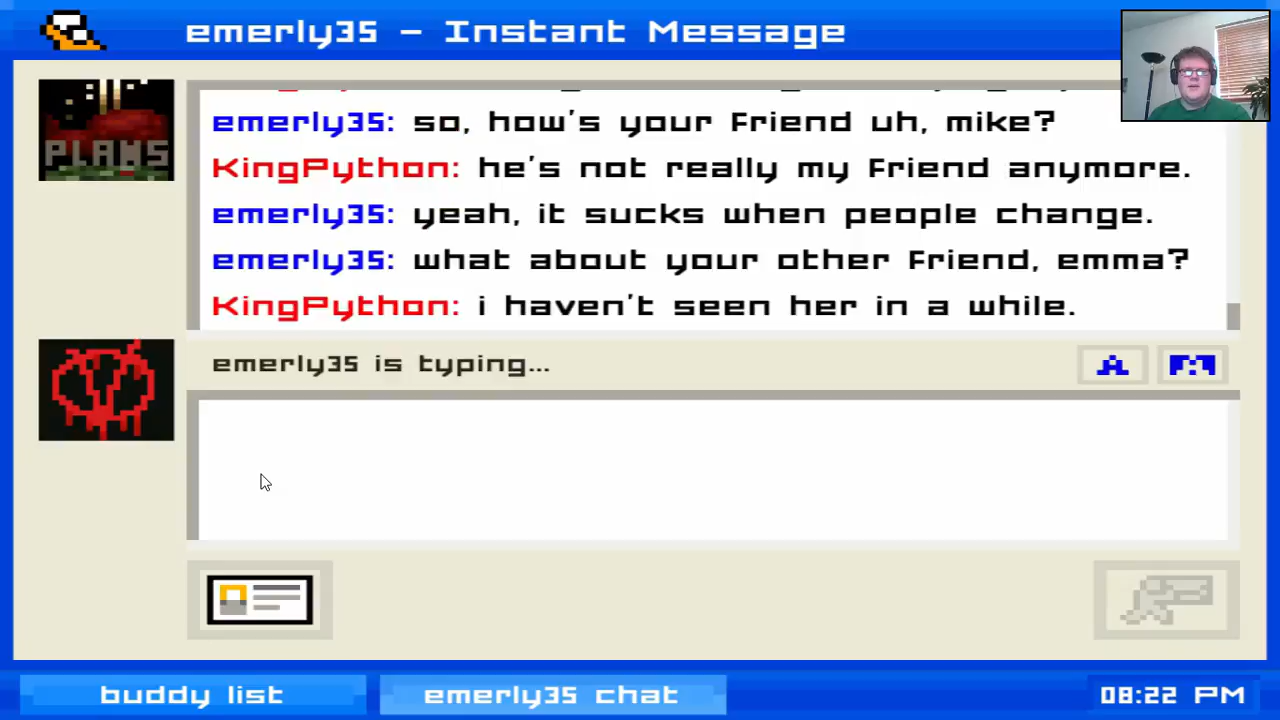 emerly35 - Instant Message
PLAWS
emerly35: so, how's your Friend uh, mike?
KingPython: he's not really my Friend anymore.
emerly35: yeah, it sucks when people change.
emerly35: what about your other Friend, emma?
KingPython: i haven't seen her in a while.
emerly35 is typing...
A
buddy list
emerly35 chat
08:22 PM